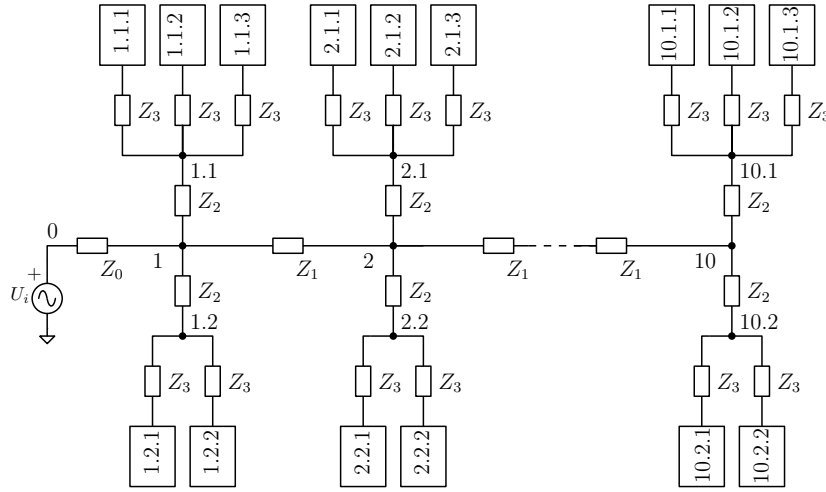 1.1.1 1.1.2 1.1.3 2.1.1 2.1.2 2.1.3 10.1.1 10.1.2 10.1.3
Z₃ Z₃ Z₃ Z₃ Z₃ Z₃ Z₃ Z₃ Z₃
1.1 2.1 10.1
Z₂ Z₂ Z₂
0
Z₀ 1 Z₁ 2 Z₁ Z₁ 10
+
Uᵢ
Z₂ Z₂ Z₂
1.2 2.2 10.2
Z₃ Z₃ Z₃ Z₃ Z₃ Z₃
1.2.1 1.2.2 2.2.1 2.2.2 10.2.1 10.2.2